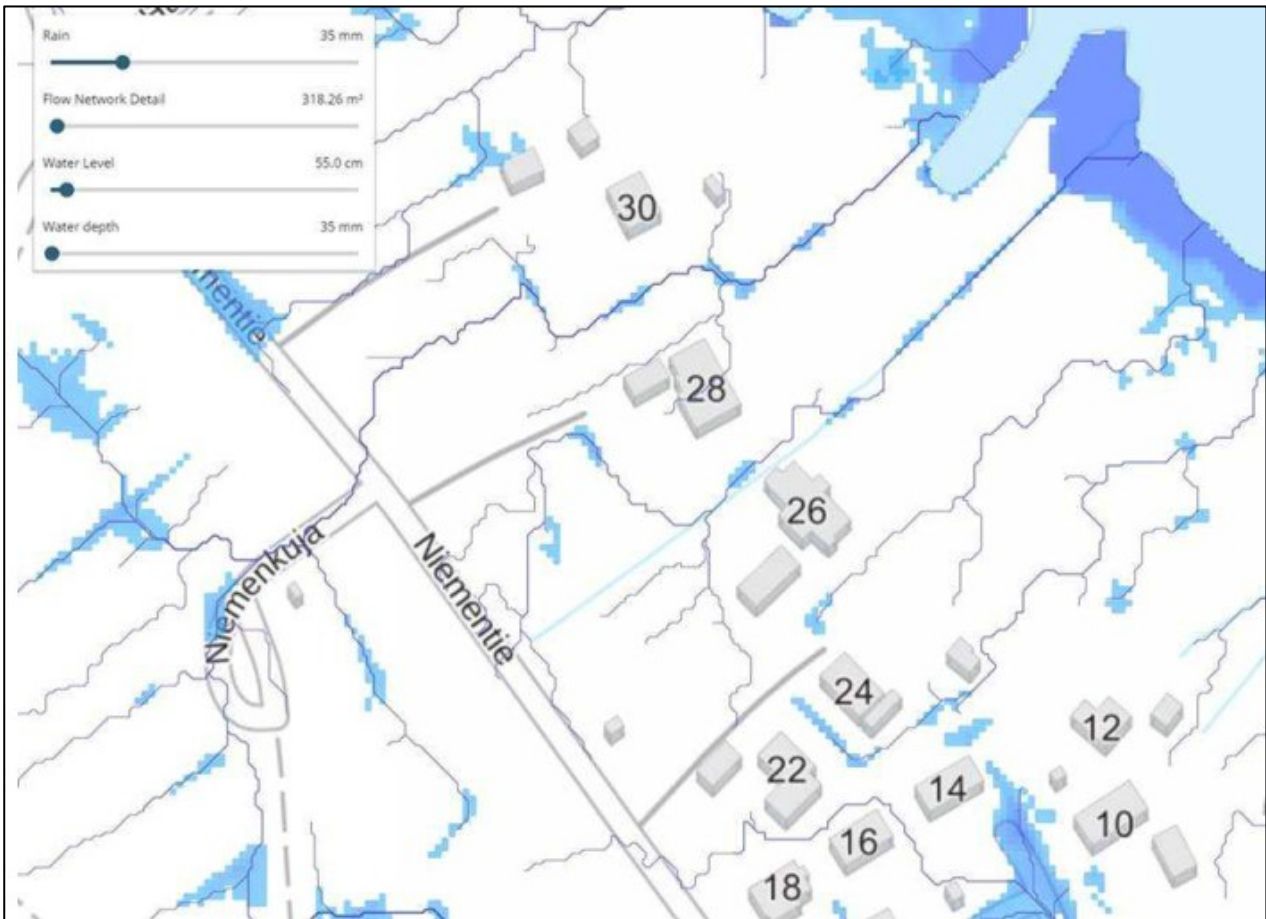 Rain 35 mm
Flow Network Detail 318.26 m²
Water Level 55.0 cm
Water depth 35 mm
30
mentie
28
26
Niemenkuja
Niementie
24
12
22
14
10
16
18